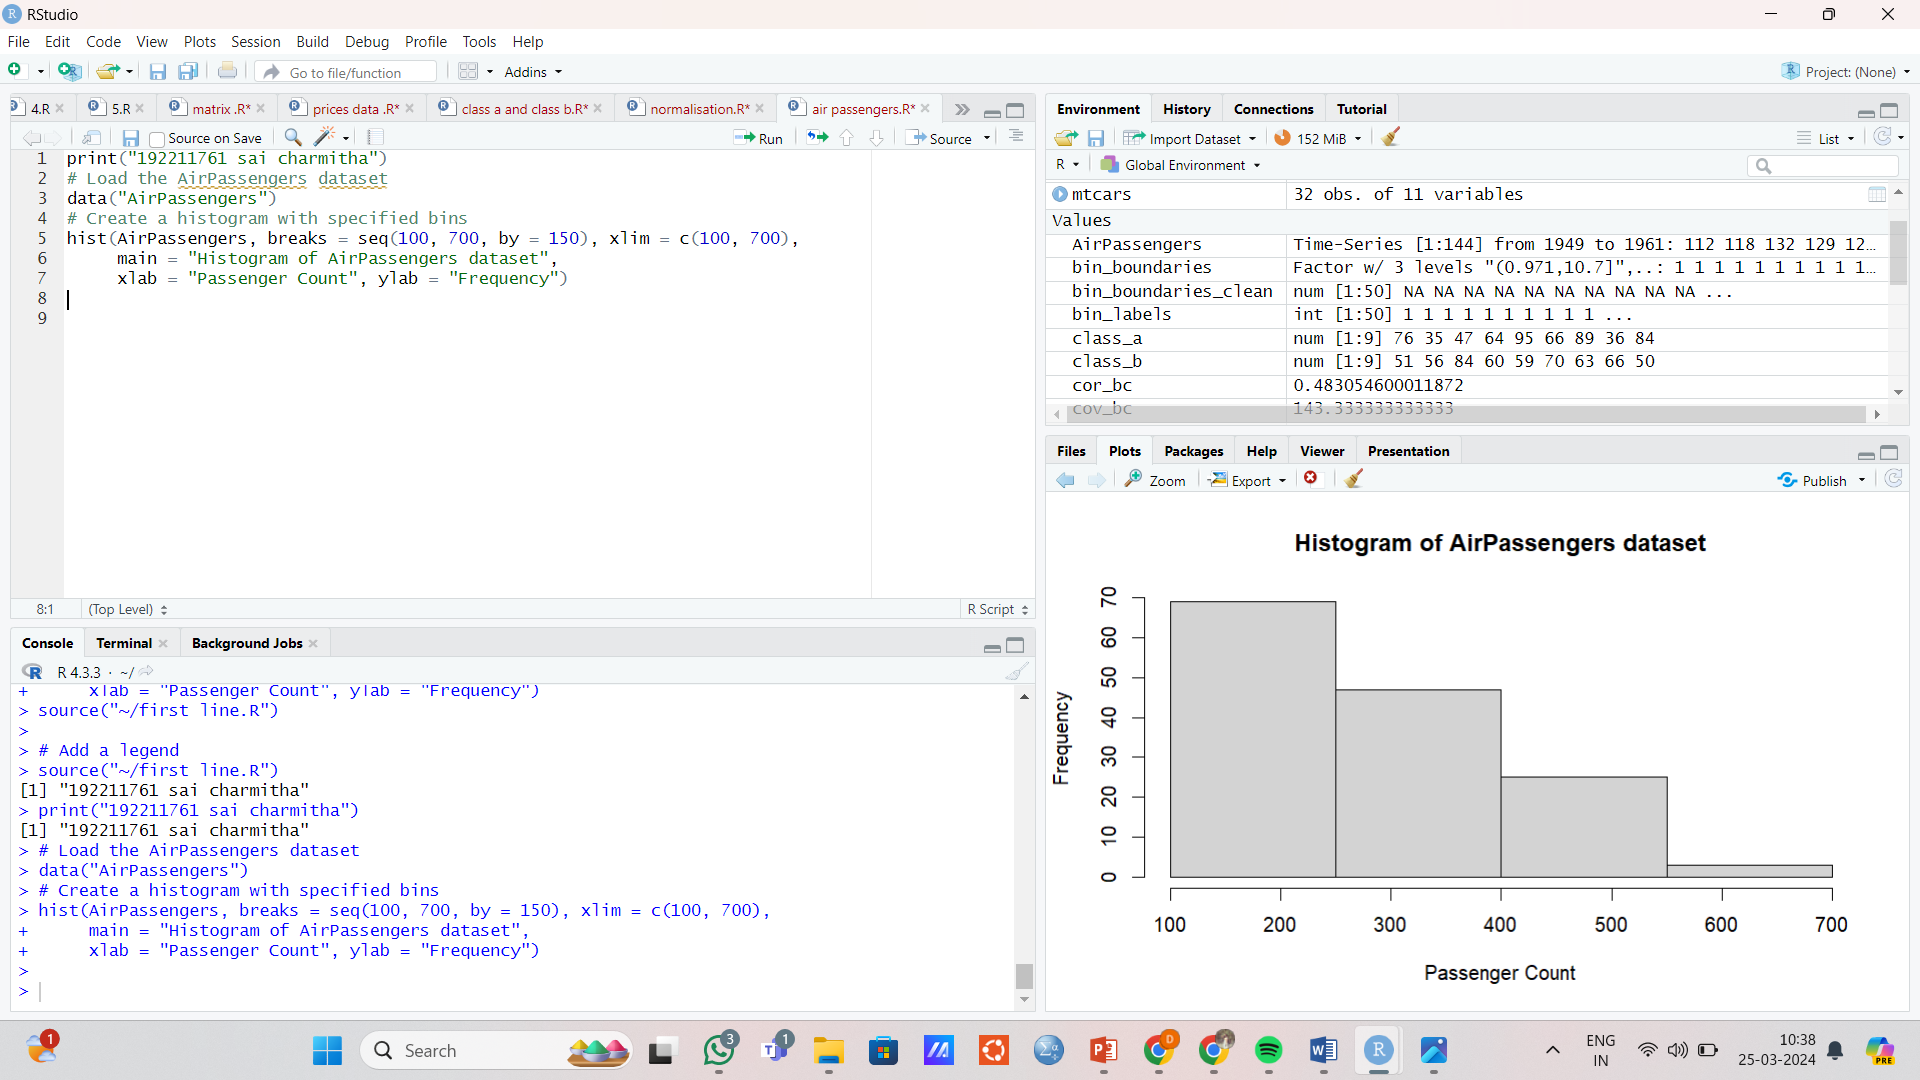 RStudio
File Edit Code View Plots Session Build Debug Profile Tools Help
Go to file/function Addins Project: (None)
4.R 5.R matrix .R* prices data .R* class a and class b.R* normalisation.R* air passengers.R*
Source on Save Run Source
1 print("192211761 sai charmitha")
2 # Load the AirPassengers dataset
3 data("AirPassengers")
4 # Create a histogram with specified bins
5 hist(AirPassengers, breaks = seq(100, 700, by = 150), xlim = c(100, 700),
6 main = "Histogram of AirPassengers dataset",
7 xlab = "Passenger Count", ylab = "Frequency")
8
9
8:1 (Top Level) R Script
Console Terminal Background Jobs
R 4.3.3 · ~/
+ xlab = "Passenger Count", ylab = "Frequency")
> source("~/first line.R")
>
> # Add a legend
> source("~/first line.R")
[1] "192211761 sai charmitha"
> print("192211761 sai charmitha")
[1] "192211761 sai charmitha"
> # Load the AirPassengers dataset
> data("AirPassengers")
> # Create a histogram with specified bins
> hist(AirPassengers, breaks = seq(100, 700, by = 150), xlim = c(100, 700),
+ main = "Histogram of AirPassengers dataset",
+ xlab = "Passenger Count", ylab = "Frequency")
>
>
Environment History Connections Tutorial
Import Dataset 152 MiB List
R Global Environment
mtcars 32 obs. of 11 variables
Values
AirPassengers Time-Series [1:144] from 1949 to 1961: 112 118 132 129 12…
bin_boundaries Factor w/ 3 levels "(0.971,10.7]",..: 1 1 1 1 1 1 1 1 1 1…
bin_boundaries_clean num [1:50] NA NA NA NA NA NA NA NA NA NA ...
bin_labels int [1:50] 1 1 1 1 1 1 1 1 1 1 ...
class_a num [1:9] 76 35 47 64 95 66 89 36 84
class_b num [1:9] 51 56 84 60 59 70 63 66 50
cor_bc 0.483054600011872
cov_bc 143.333333333333
Files Plots Packages Help Viewer Presentation
Zoom Export Publish
Histogram of AirPassengers dataset
Frequency
70
60
50
40
30
20
10
0
100 200 300 400 500 600 700
Passenger Count
1 Search 3 1 D ENG IN 10:38 25-03-2024 PRE